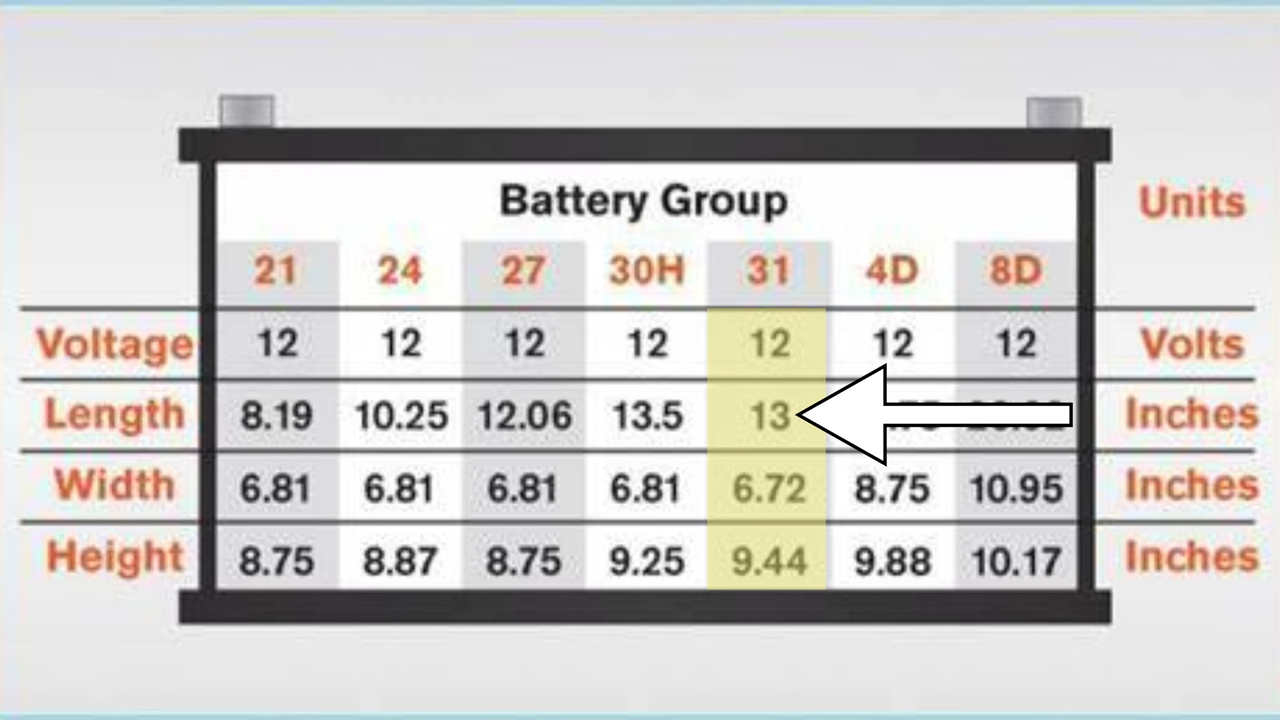 Battery Group Units
21 24 27 30H 31 4D 8D
Voltage 12 12 12 12 12 12 12 Volts
Length 8.19 10.25 12.06 13.5 13 Inches
Width 6.81 6.81 6.81 6.81 6.72 8.75 10.95 Inches
Height 8.75 8.87 8.75 9.25 9.44 9.88 10.17 Inches